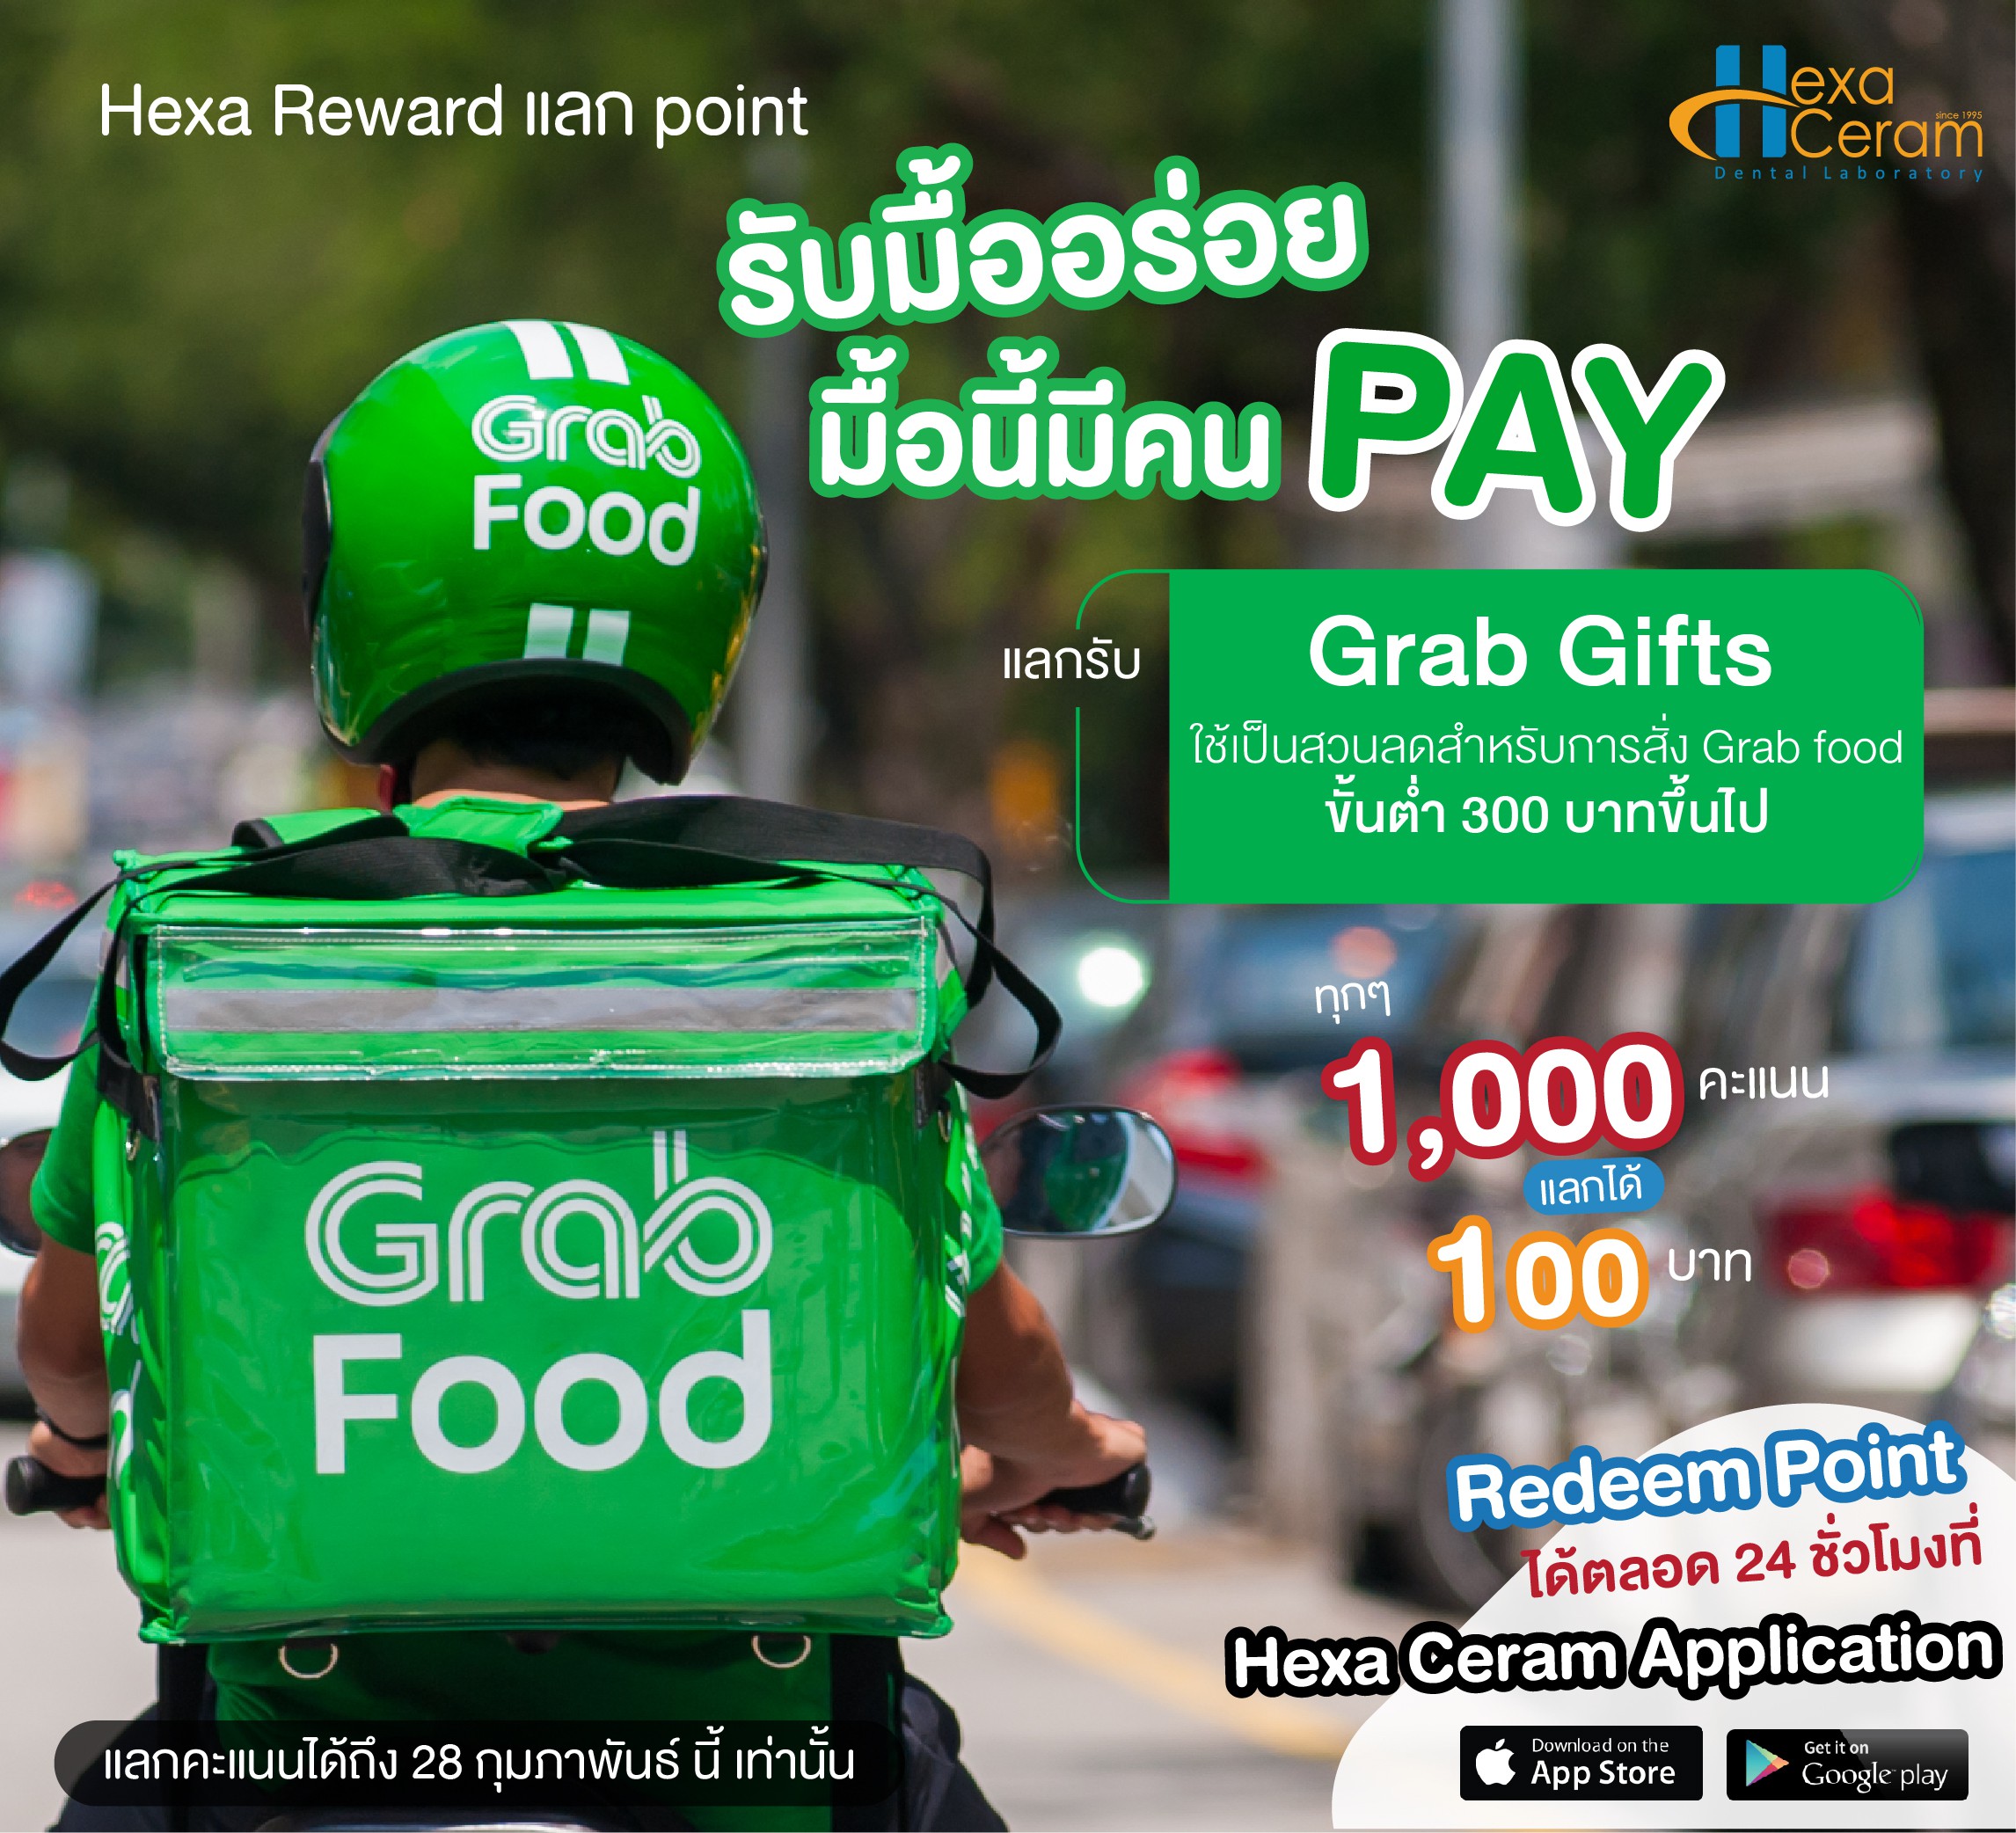 Hexa Reward แลก point
Hexa
Ceram
since 1995
Dental Laboratory
รับมื้ออร่อย
มื้อนี้มีคน PAY
Grab
Food
แลกรับ
Grab Gifts
ใช้เป็นสวนลดสำหรับการสั่ง Grab food
ขั้นต่ำ 300 บาทขึ้นไป
ทุกๆ
1,000 คะแนน
แลกได้
100 บาท
Grab
Food
Redeem Point
ได้ตลอด 24 ชั่วโมงที่
Hexa Ceram Application
แลกคะแนนได้ถึง 28 กุมภาพันธ์ นี้ เท่านั้น
Download on the
App Store
Get it on
Google play